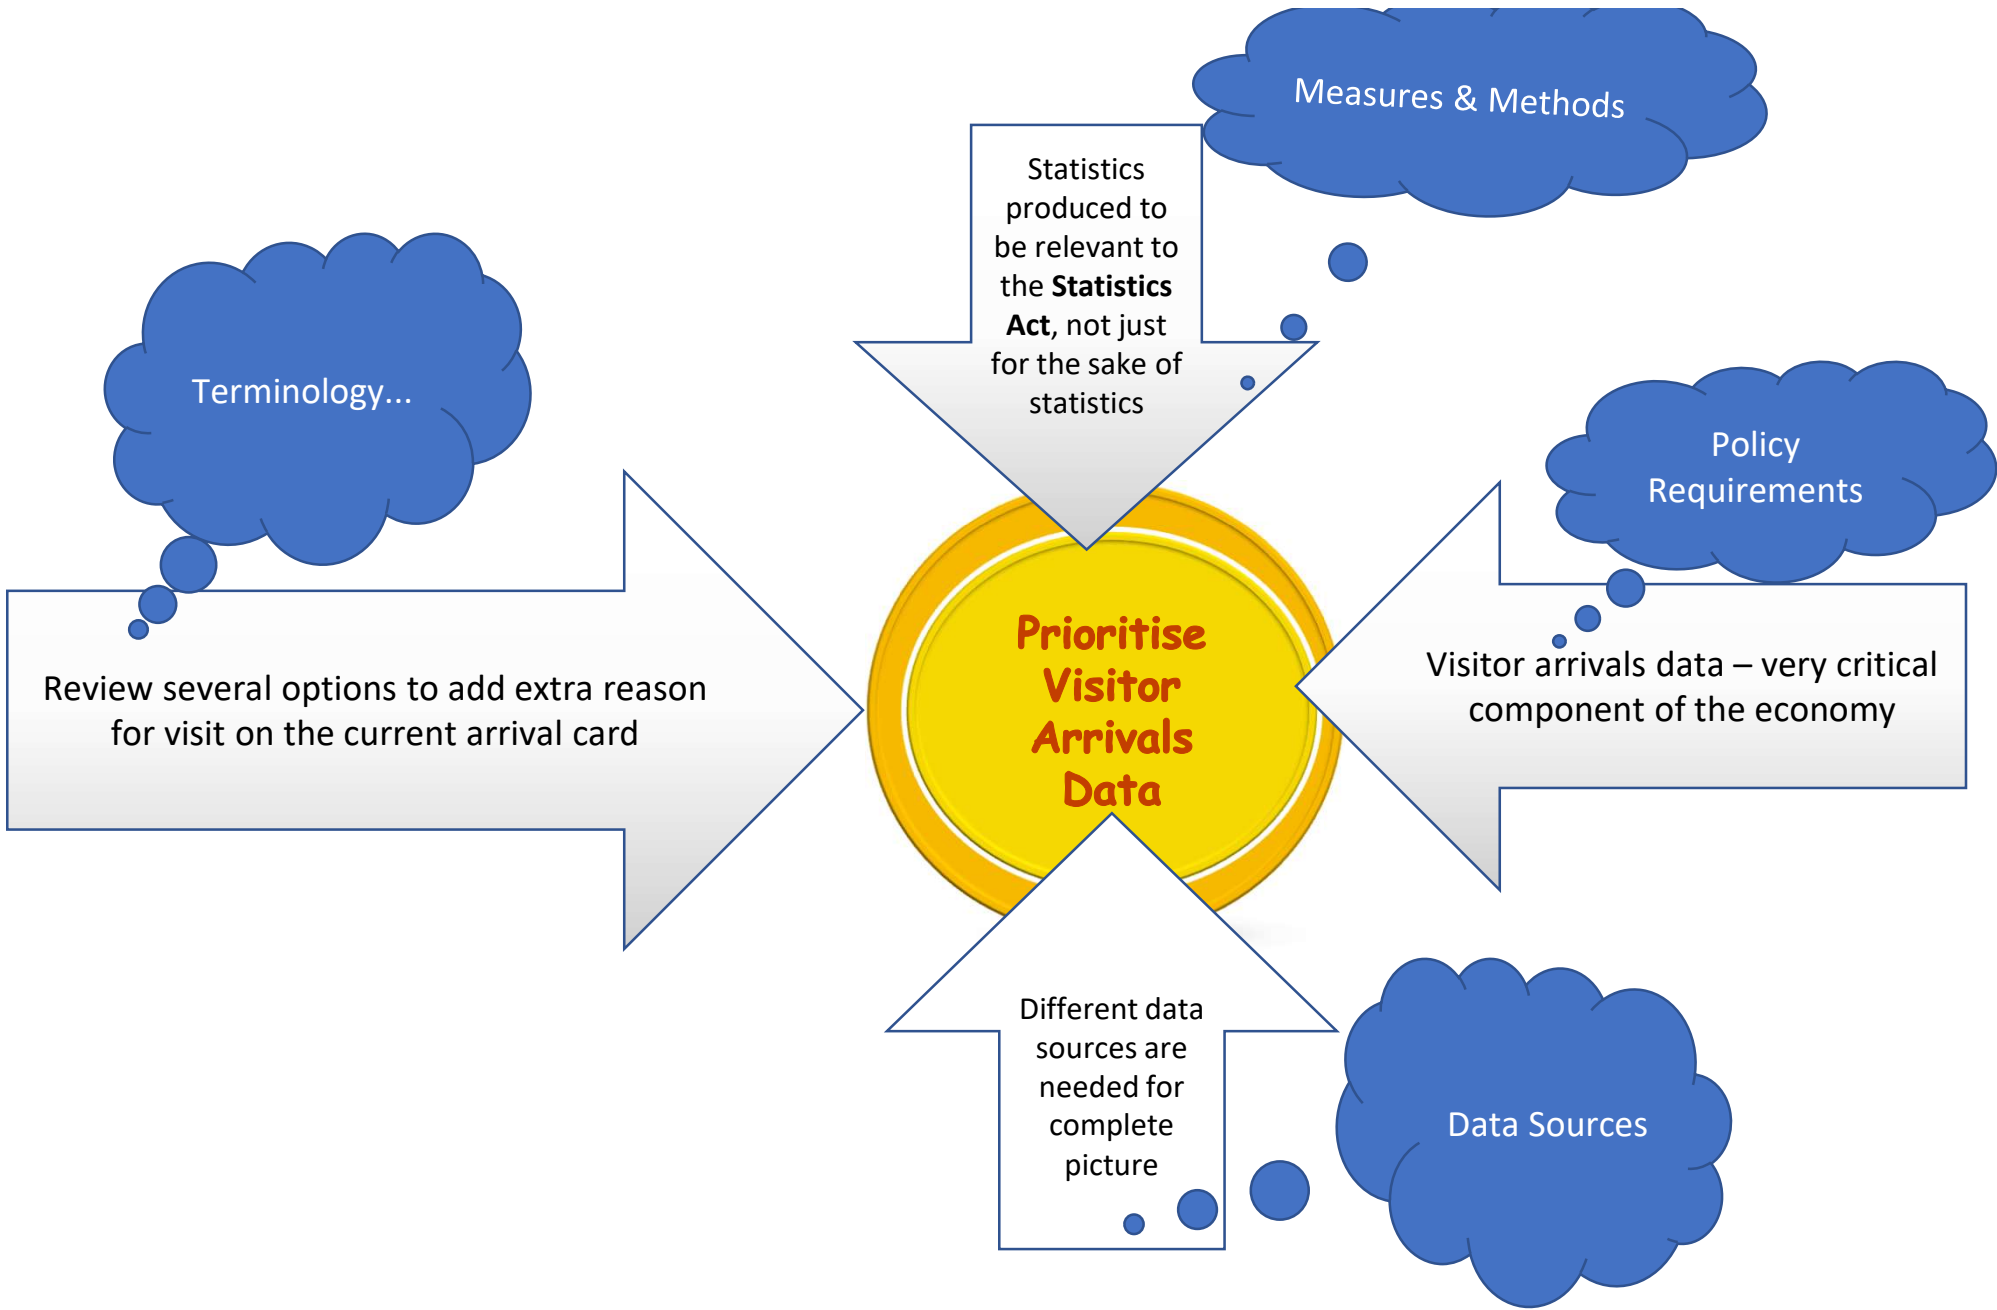 Measures & Methods
Statistics
produced to
be relevant to
the Statistics
Act, not just
for the sake of
statistics
Terminology...
Policy
Requirements
Review several options to add extra reason
for visit on the current arrival card
Prioritise
Visitor
Arrivals
Data
Visitor arrivals data – very critical
component of the economy
Different data
sources are
needed for
complete
picture
Data Sources